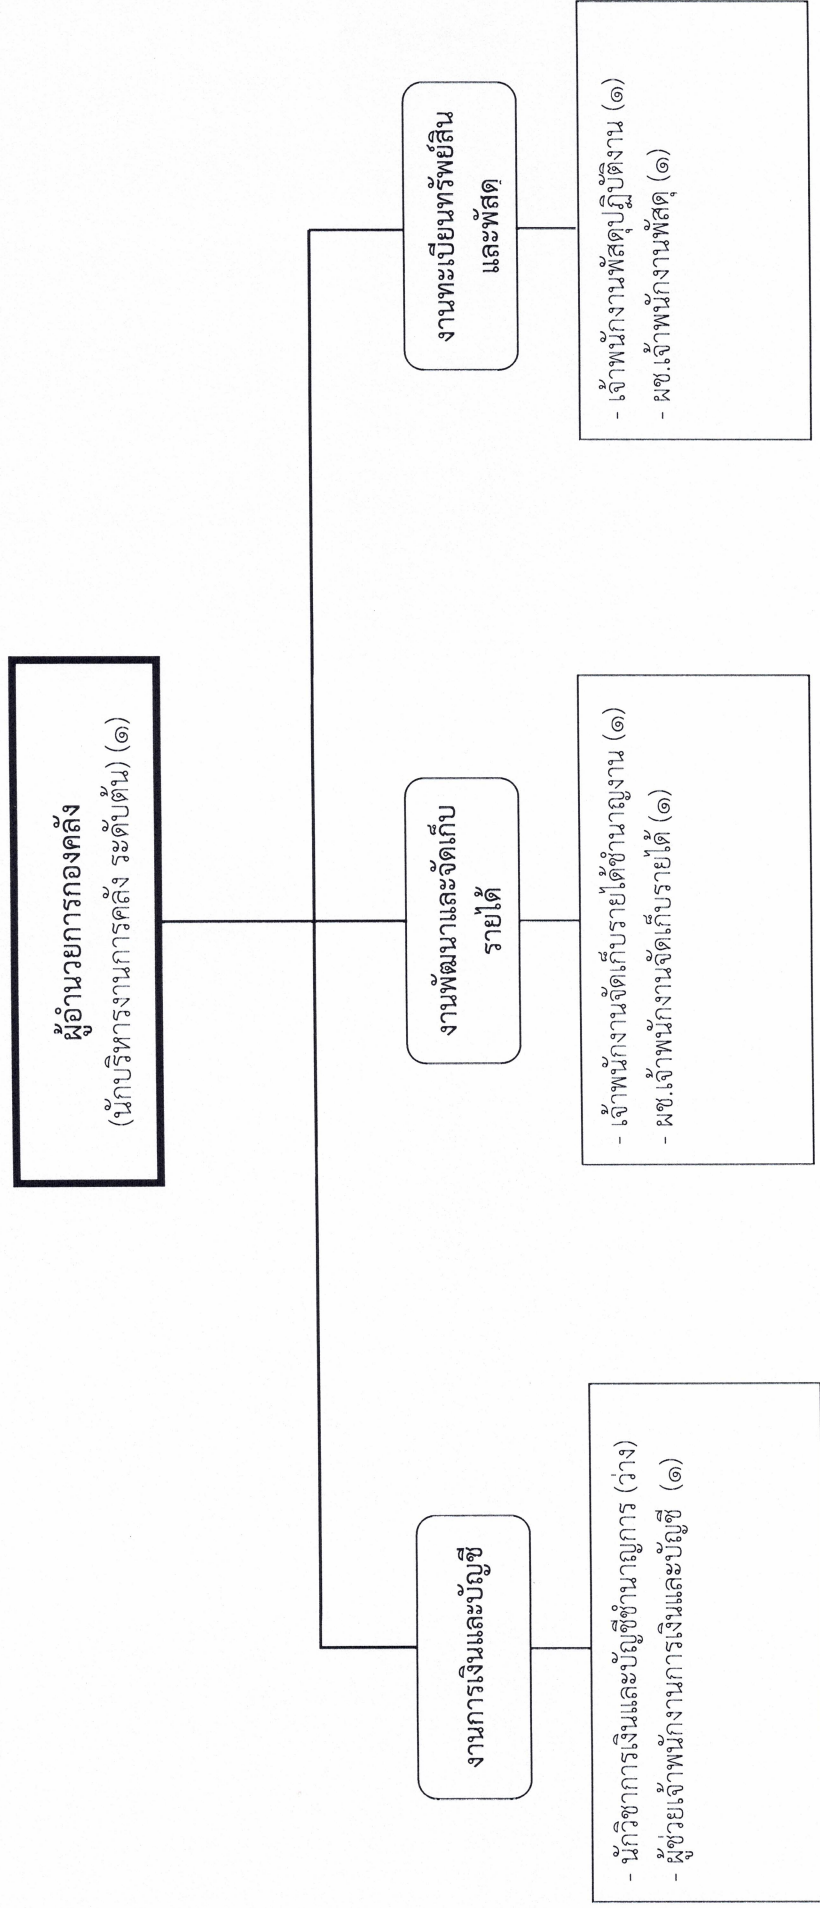 ผู้อำนวยการกองคลัง
(นักบริหารงานการคลัง ระดับต้น) (๑)
งานการเงินและบัญชี
- นักวิชาการเงินและบัญชีชำนาญการ (ว่าง)
- ผู้ช่วยเจ้าพนักงานการเงินและบัญชี (๑)
งานพัฒนาและจัดเก็บ
รายได้
- เจ้าพนักงานจัดเก็บรายได้ชำนาญงาน (๑)
- ผช.เจ้าพนักงานจัดเก็บรายได้ (๑)
งานทะเบียนทรัพย์สิน
และพัสดุ
- เจ้าพนักงานพัสดุปฏิบัติงาน (๑)
- ผช.เจ้าพนักงานพัสดุ (๑)